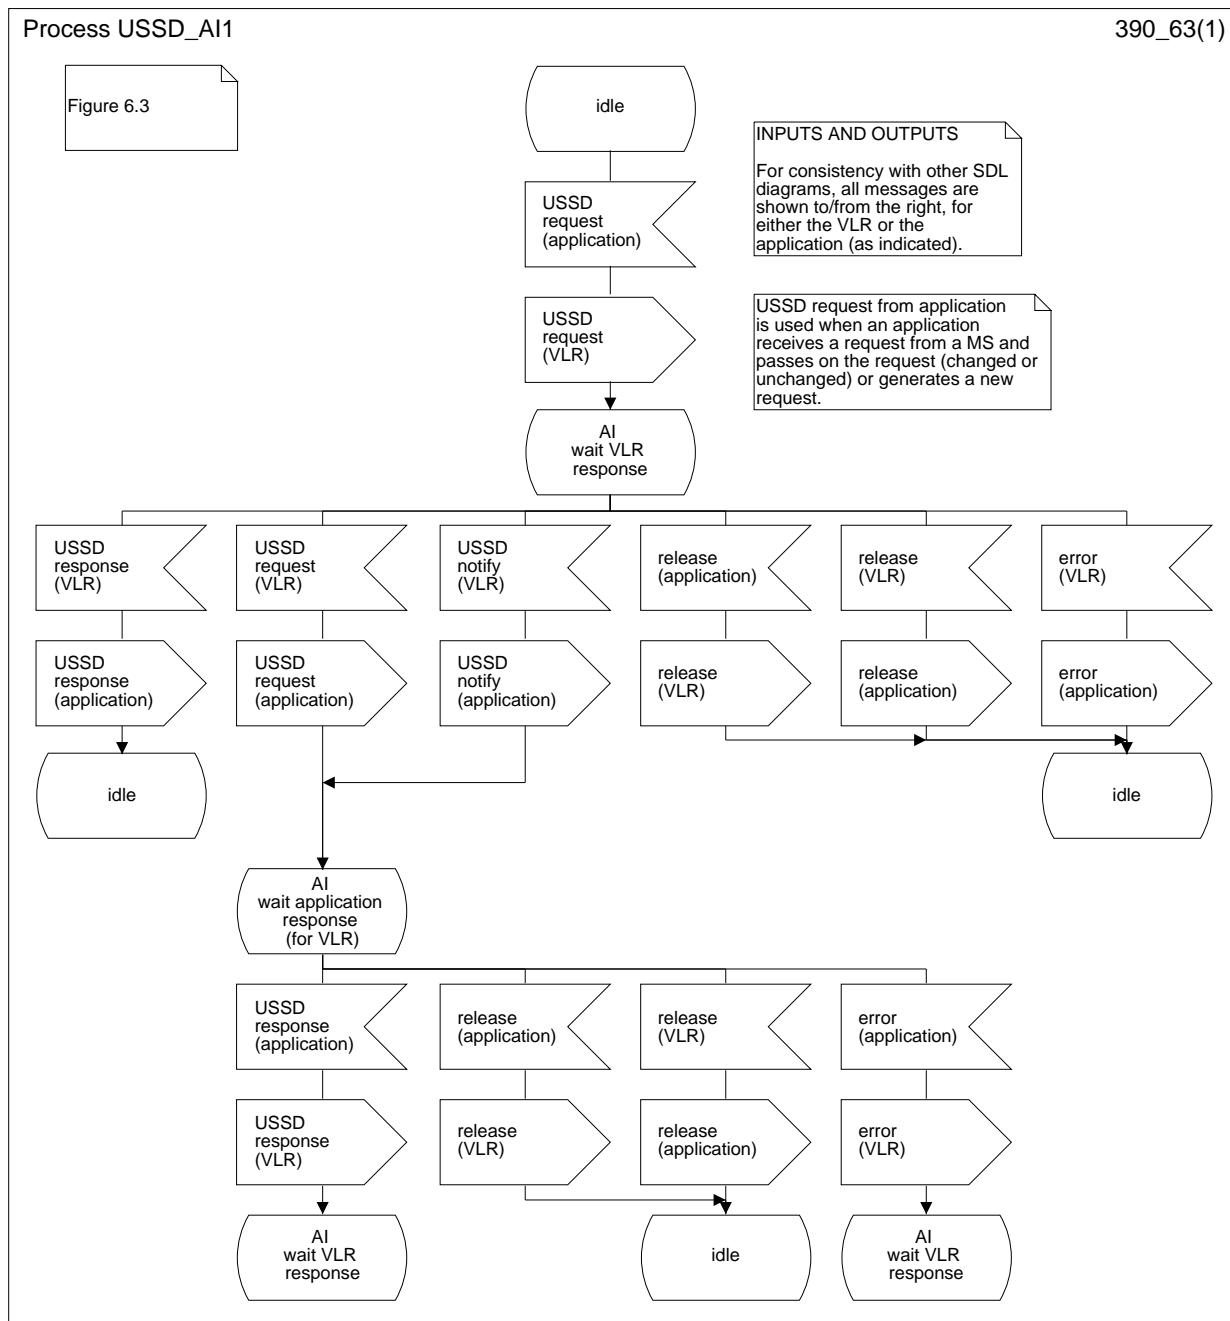 Process USSD_AI1
390_63(1)
Figure 6.3
idle
INPUTS AND OUTPUTS
For consistency with other SDL
diagrams, all messages are
shown to/from the right, for
either the VLR or the
application (as indicated).
USSD
request
(application)
USSD
request
(VLR)
USSD request from application
is used when an application
receives a request from a MS and
passes on the request (changed or
unchanged) or generates a new
request.
AI
wait VLR
response
USSD
response
(VLR)
USSD
request
(VLR)
USSD
notify
(VLR)
release
(application)
release
(VLR)
error
(VLR)
USSD
response
(application)
USSD
request
(application)
USSD
notify
(application)
release
(VLR)
release
(application)
error
(application)
idle
idle
AI
wait application
response
(for VLR)
USSD
response
(application)
release
(application)
release
(VLR)
error
(application)
USSD
response
(VLR)
release
(VLR)
release
(application)
error
(VLR)
AI
wait VLR
response
idle
AI
wait VLR
response